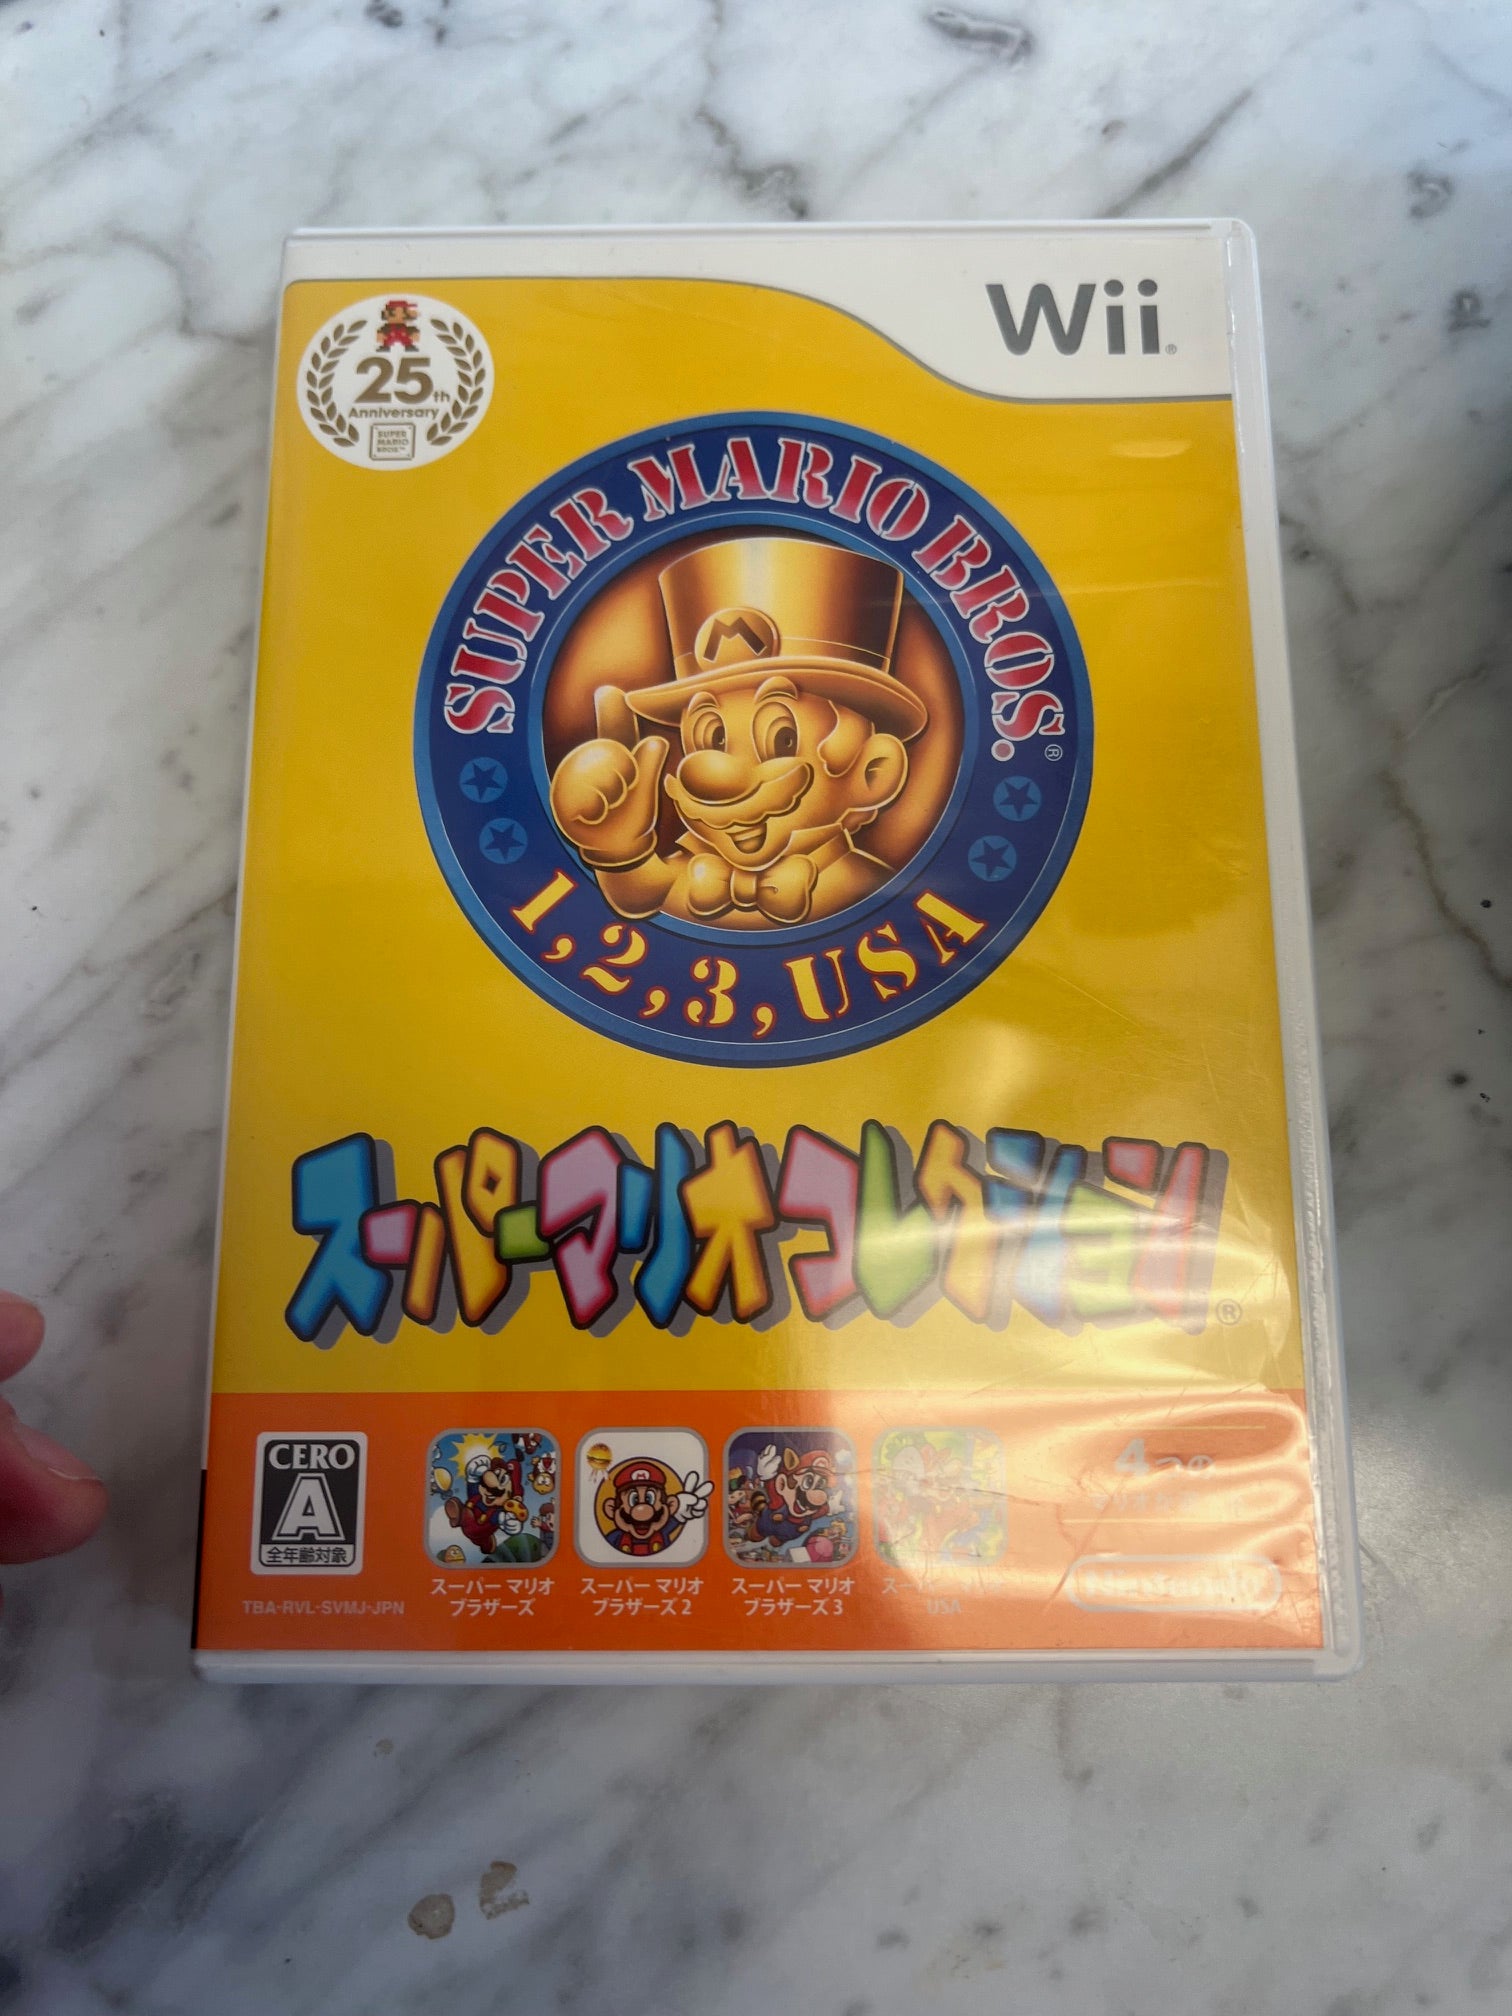 Wii
25th
Anniversary
SUPER
MARIO
BROS.™
SUPER MARIO BROS.®
M
1, 2, 3, USA
スーパーマリオコレクション®
CERO
A
全年齢対象
TBA-RVL-SVMJ-JPN
スーパー マリオ
ブラザーズ
スーパー マリオ
ブラザーズ 2
スーパー マリオ
ブラザーズ 3
USA
4つの
Nintendo